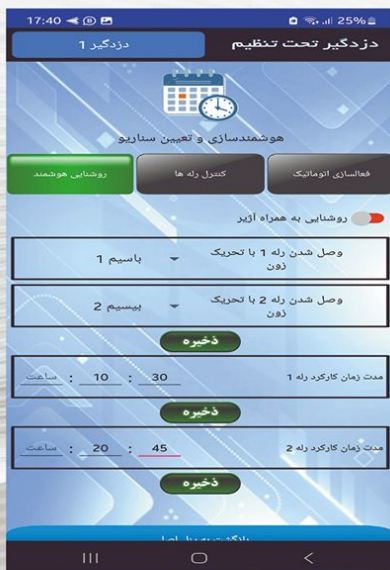 17:40 25%
دزدگیر تحت تنظیم
دزدگیر 1
هوشمندسازی و تعیین سناریو
فعالسازی اتوماتیک
کنترل رله ها
روشنایی هوشمند
روشنایی به همراه آژیر
وصل شدن رله 1 با تحریک زون
باسیم 1
وصل شدن رله 2 با تحریک زون
بیسیم 2
ذخیره
مدت زمان کارکرد رله 1
ساعت : 10 : 30
ذخیره
مدت زمان کارکرد رله 2
ساعت : 20 : 45
ذخیره